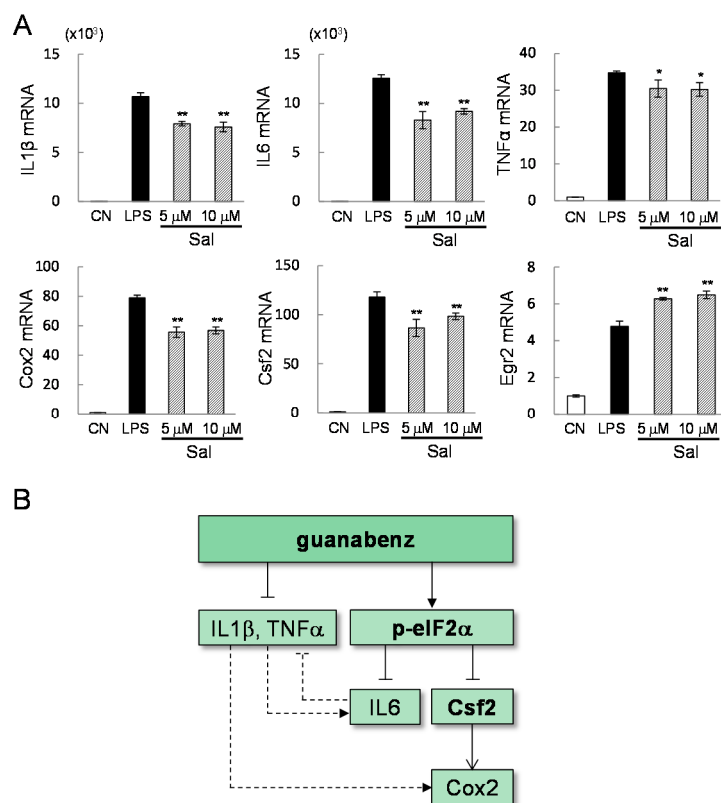 A
(x10³)
IL1β mRNA
15
10
5
0
CN LPS 5 μM 10 μM
Sal
(x10³)
IL6 mRNA
15
10
5
0
CN LPS 5 μM 10 μM
Sal
TNFα mRNA
40
30
20
10
0
CN LPS 5 μM 10 μM
Sal
** **
** **
* *
Cox2 mRNA
100
80
60
40
20
0
CN LPS 5 μM 10 μM
Sal
Csf2 mRNA
150
100
50
0
CN LPS 5 μM 10 μM
Sal
Egr2 mRNA
8
6
4
2
0
CN LPS 5 μM 10 μM
Sal
** **
** **
** **
B
guanabenz
IL1β, TNFα
p-eIF2α
IL6
Csf2
Cox2